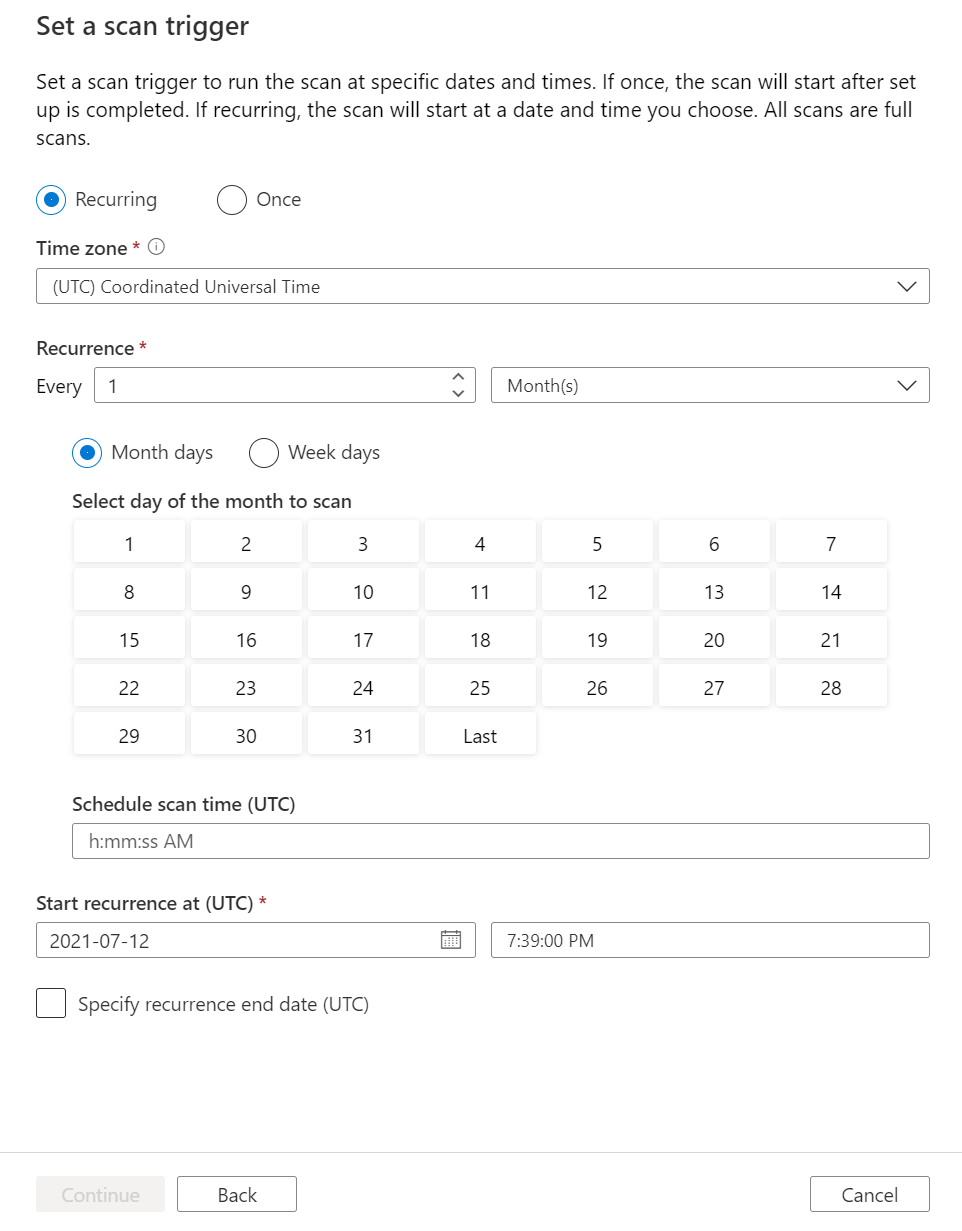 Set a scan trigger
Set a scan trigger to run the scan at specific dates and times. If once, the scan will start after set
up is completed. If recurring, the scan will start at a date and time you choose. All scans are full
scans.
Recurring Once
Time zone *
(UTC) Coordinated Universal Time
Recurrence *
Every 1 Month(s)
Month days Week days
Select day of the month to scan
1 2 3 4 5 6 7
8 9 10 11 12 13 14
15 16 17 18 19 20 21
22 23 24 25 26 27 28
29 30 31 Last
Schedule scan time (UTC)
h:mm:ss AM
Start recurrence at (UTC) *
2021-07-12 7:39:00 PM
Specify recurrence end date (UTC)
Continue Back Cancel